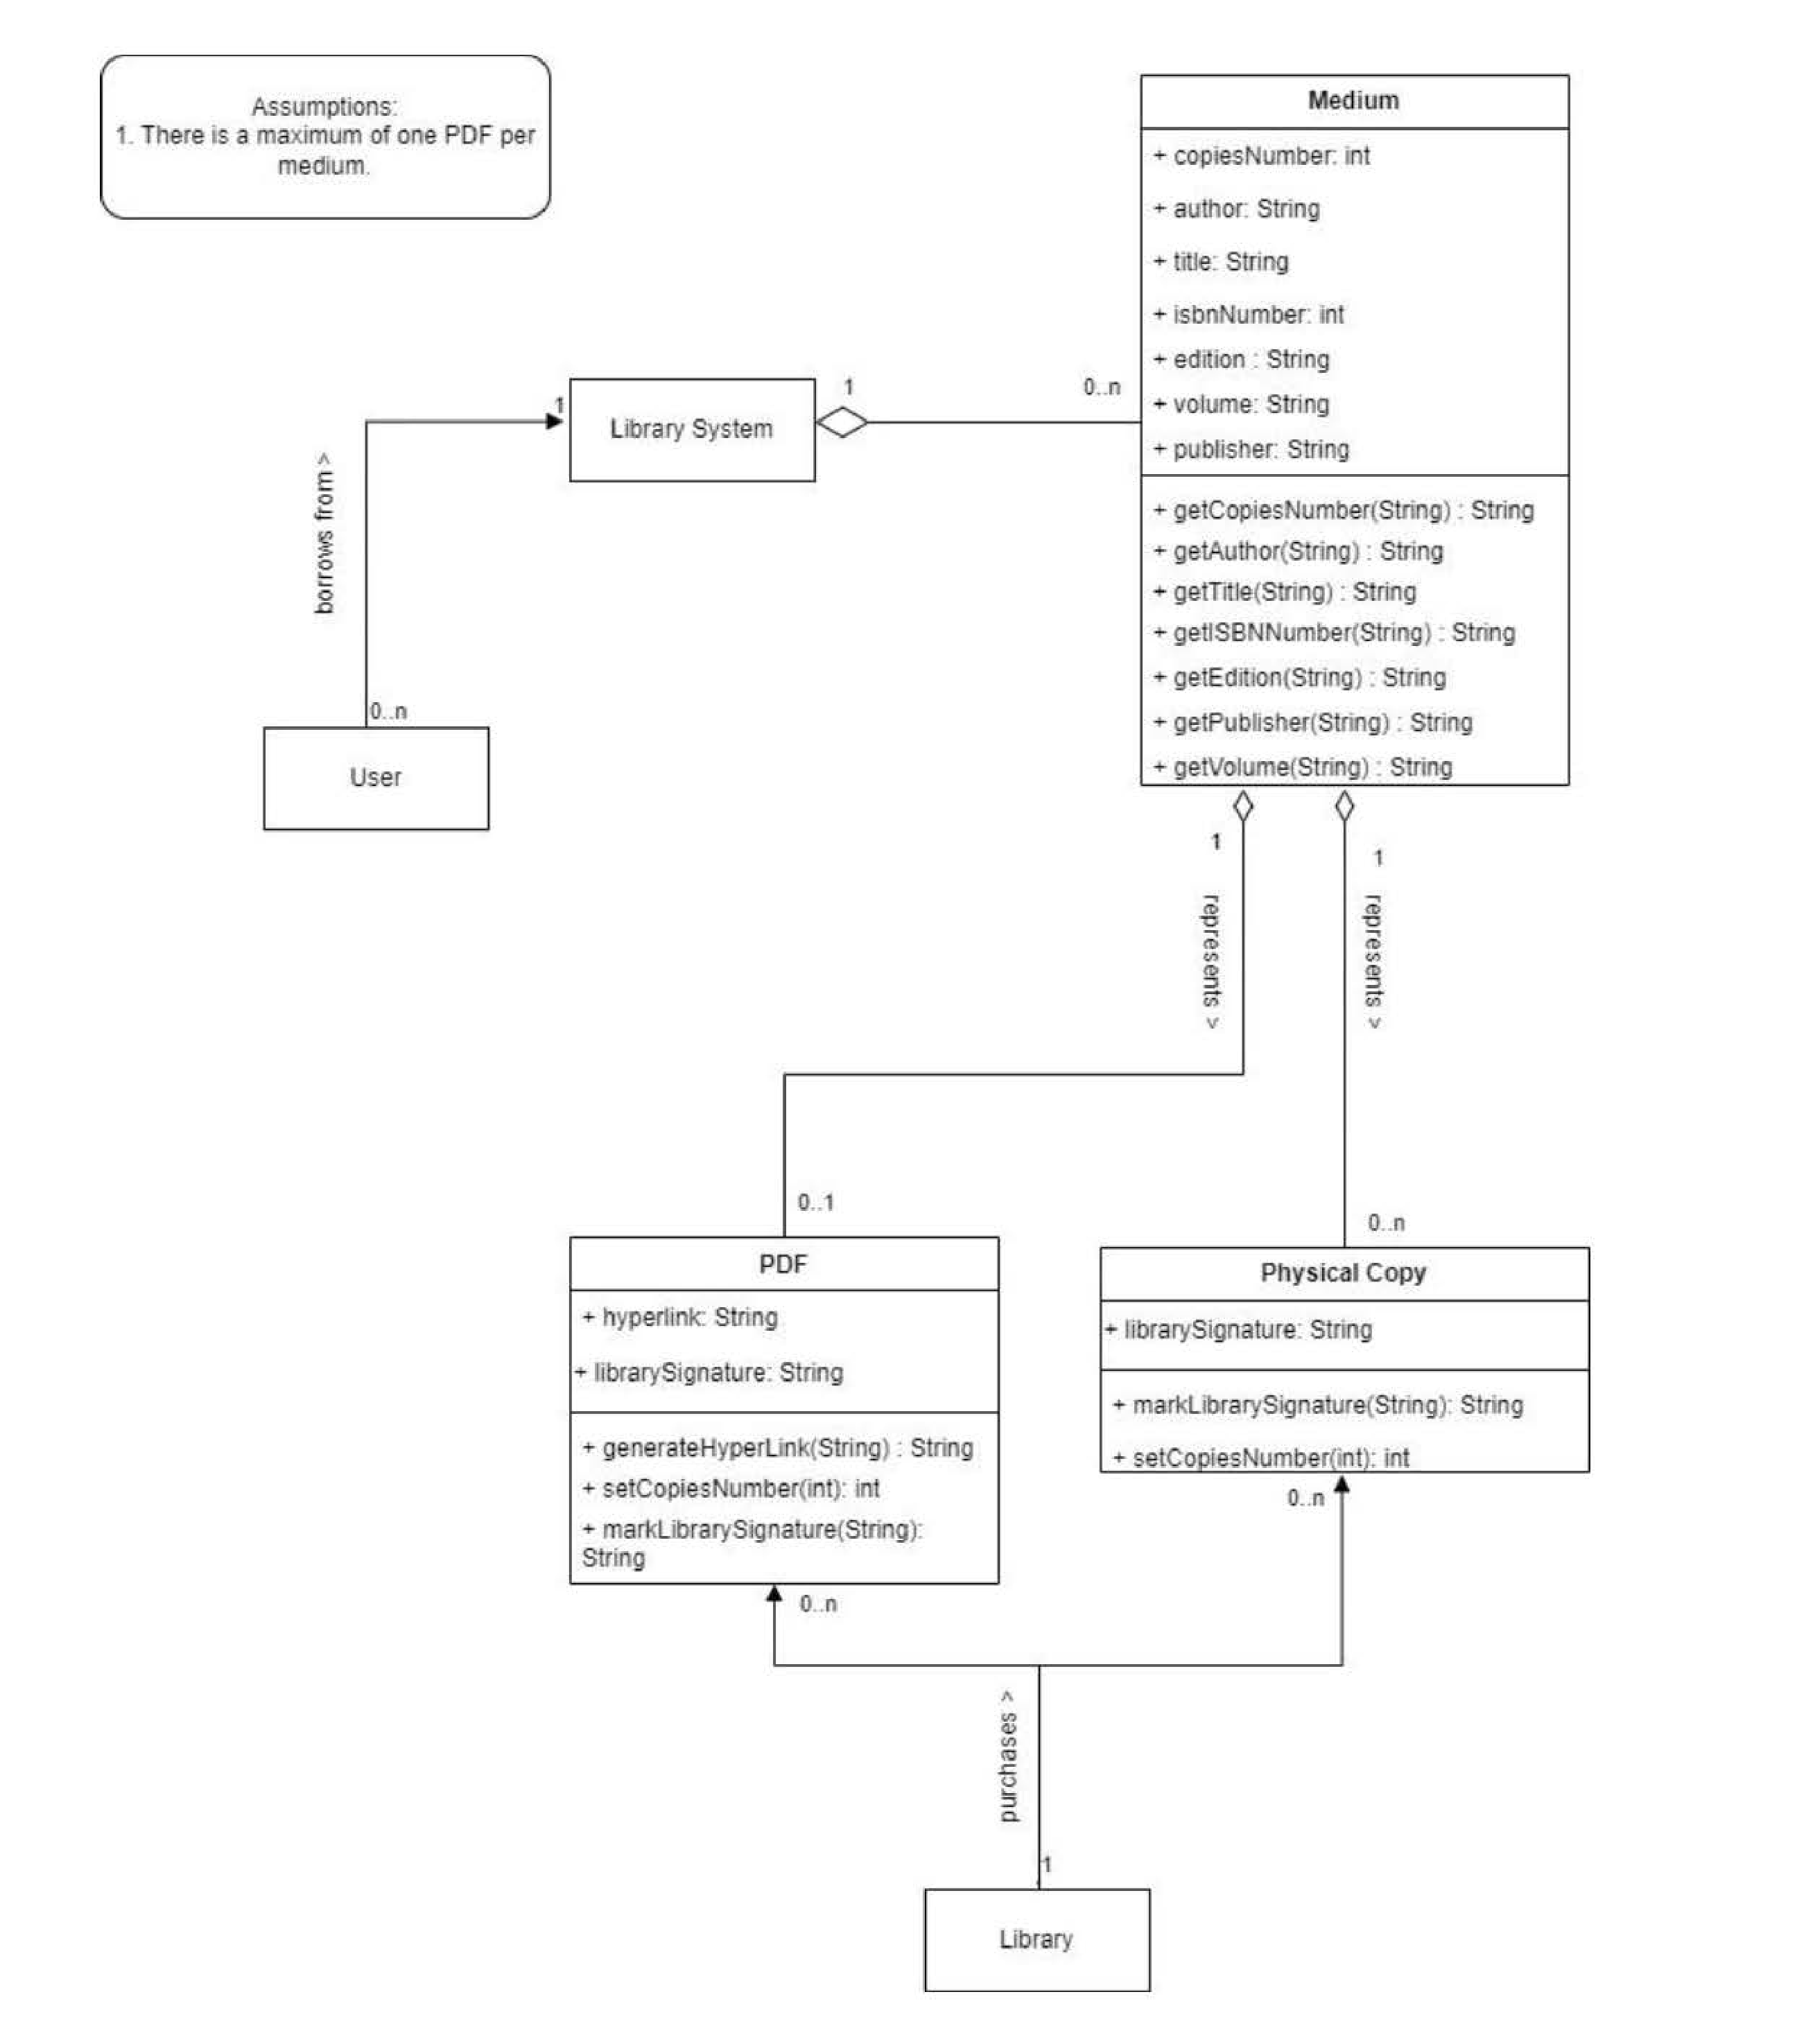 Assumptions:
1. There is a maximum of one PDF per
medium.
Medium
+ copiesNumber: int
+ author: String
+ title: String
+ isbnNumber: int
+ edition : String
+ volume: String
+ publisher: String
+ getCopiesNumber(String) : String
+ getAuthor(String) : String
+ getTitle(String) : String
+ getISBNNumber(String) : String
+ getEdition(String) : String
+ getPublisher(String) : String
+ getVolume(String) : String
1
Library System
1
0..n
borrows from >
0..n
User
1
represents >
1
represents >
0..1
0..n
PDF
+ hyperlink: String
+ librarySignature: String
+ generateHyperLink(String) : String
+ setCopiesNumber(int): int
+ markLibrarySignature(String):
String
Physical Copy
+ librarySignature: String
+ markLibrarySignature(String): String
+ setCopiesNumber(int): int
0..n
0..n
purchases >
1
Library